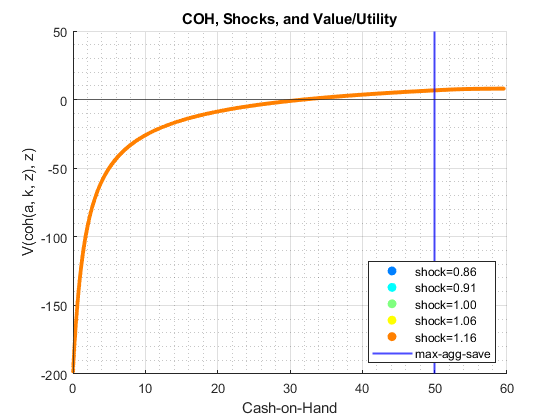 COH, Shocks, and Value/Utility
50
0
-50
-100
-150
-200
V(coh(a, k, z), z)
shock=0.86
shock=0.91
shock=1.00
shock=1.06
shock=1.16
max-agg-save
0 10 20 30 40 50 60
Cash-on-Hand